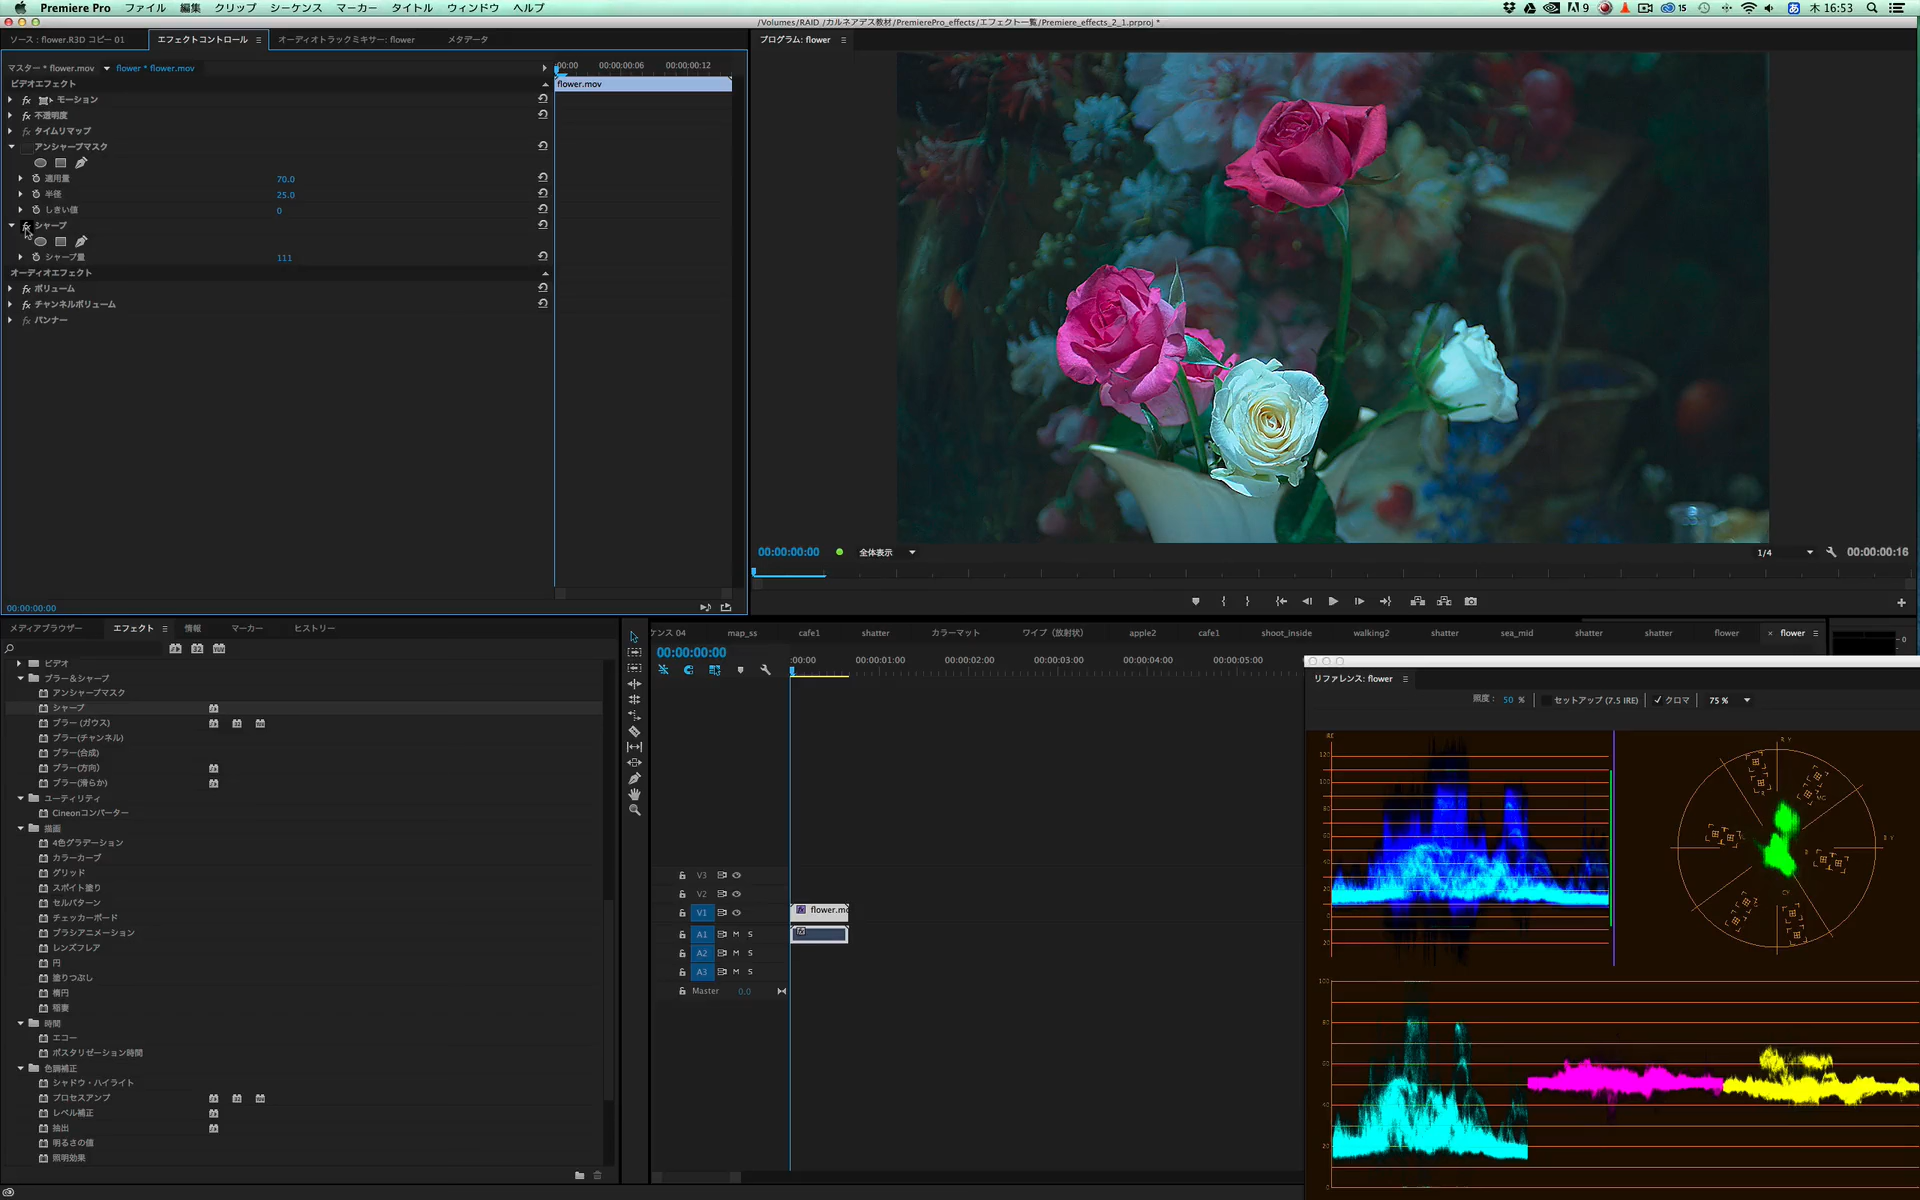 Premiere Pro ファイル 編集 クリップ シーケンス マーカー タイトル ウィンドウ ヘルプ
9 15 あ 木 16:53
/Volumes/RAID /カルネアデス教材/PremierePro_effects/エフェクト一覧/Premiere_effects_2_1.prproj *
ソース : flower.R3D コピー 01 エフェクトコントロール オーディオトラックミキサー: flower メタデータ
プログラム: flower
マスター * flower.mov flower * flower.mov
:00:00 00:00:00:06 00:00:00:12
ビデオエフェクト
flower.mov
fx モーション
fx 不透明度
fx タイムリマップ
アンシャープマスク
適用量 70.0
半径 25.0
しきい値 0
fx シャープ
シャープ量 111
オーディオエフェクト
fx ボリューム
fx チャンネルボリューム
fx パンナー
00:00:00:00
00:00:00:00 全体表示 1/4 00:00:00:16
メディアブラウザー エフェクト 情報 マーカー ヒストリー
ビデオ
ブラー&シャープ
アンシャープマスク
シャープ
ブラー (ガウス)
ブラー(チャンネル)
ブラー(合成)
ブラー(方向)
ブラー(滑らか)
ユーティリティ
Cineonコンバーター
描画
4色グラデーション
カラーカーブ
グリッド
スポイト塗り
セルパターン
チェッカーボード
ブラシアニメーション
レンズフレア
円
塗りつぶし
楕円
稲妻
時間
エコー
ポスタリゼーション時間
色調補正
シャドウ・ハイライト
プロセスアンプ
レベル補正
抽出
明るさの値
照明効果
ケンス 04 map_ss cafe1 shatter カラーマット ワイプ（放射状） apple2 cafe1 shoot_inside walking2 shatter sea_mid shatter shatter flower × flower
00:00:00:00
:00:00 00:00:01:00 00:00:02:00 00:00:03:00 00:00:04:00 00:00:05:00
V3
V2
V1 flower.mo
A1 M S
A2 M S
A3 M S
Master 0.0
リファレンス: flower
照度 : 50 % セットアップ (7.5 IRE) クロマ 75 %